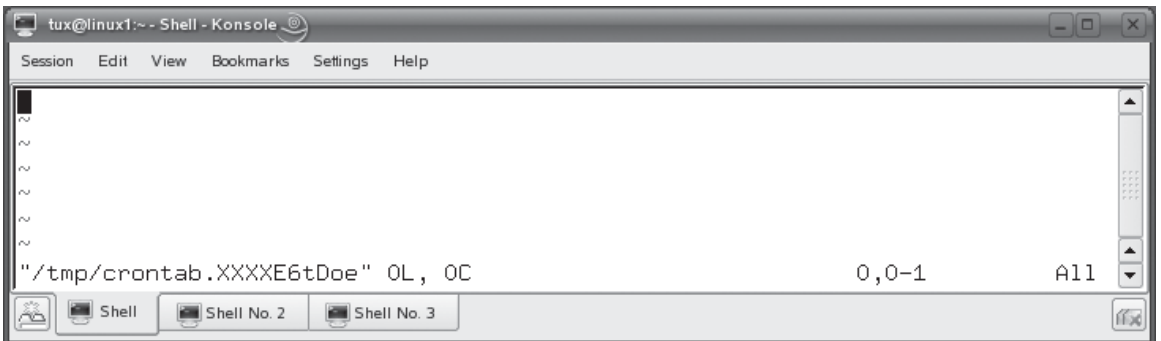 tux@linux1:~ - Shell - Konsole
Session Edit View Bookmarks Settings Help
~
~
~
~
~
~
"/tmp/crontab.XXXXE6tDoe" 0L, 0C 0,0-1 All
Shell Shell No. 2 Shell No. 3